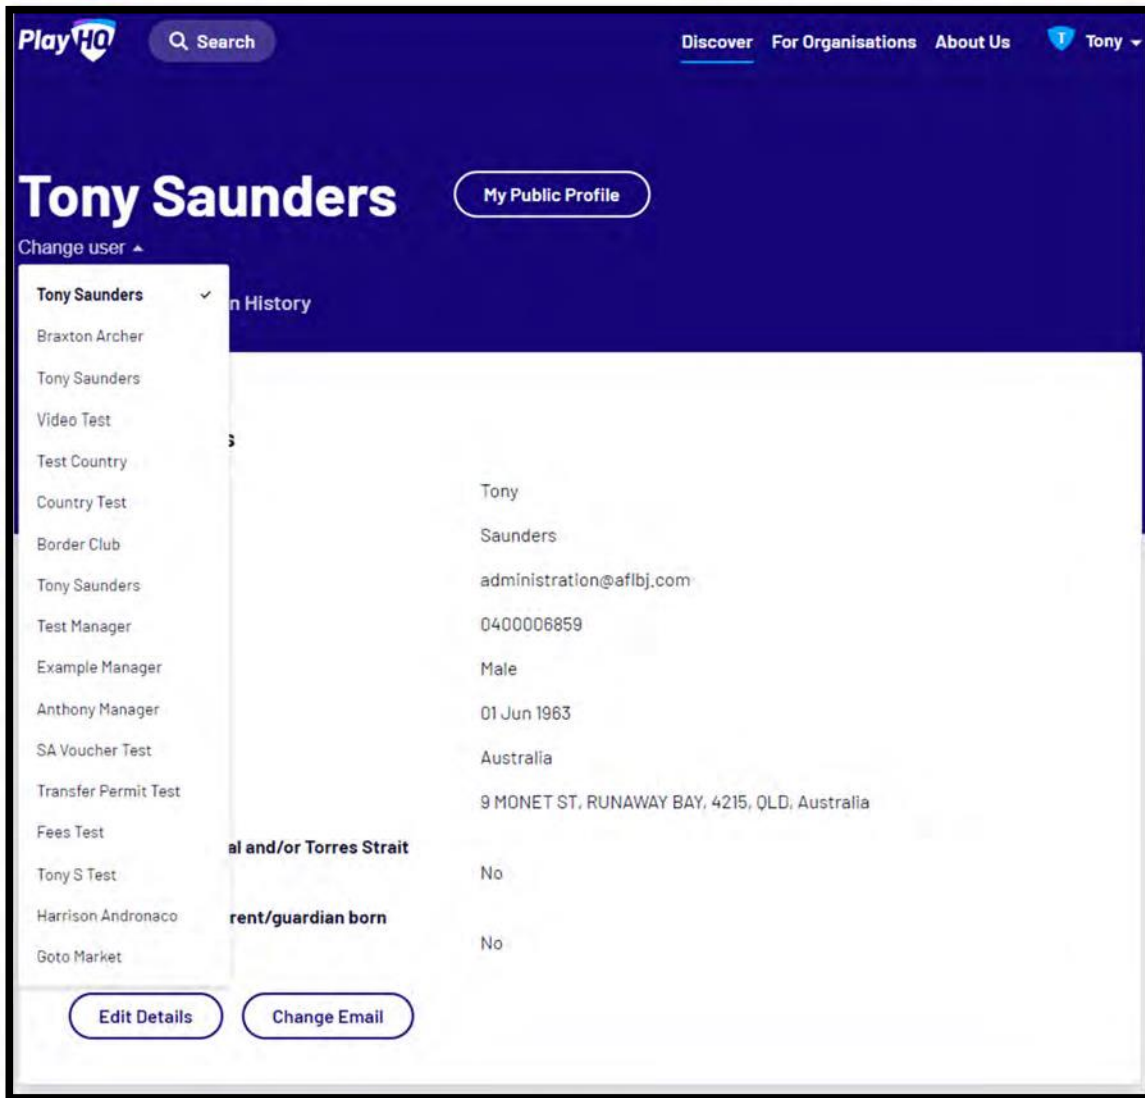 PlayHQ Search Discover For Organisations About Us T Tony
Tony Saunders My Public Profile
Change user
Tony Saunders
n History
Braxton Archer
Tony Saunders
Video Test
s
Test Country
Country Test
Border Club
Tony Saunders
Test Manager
Example Manager
Anthony Manager
SA Voucher Test
Transfer Permit Test
Fees Test
Tony S Test
Harrison Andronaco
Goto Market
Tony
Saunders
administration@aflbj.com
0400006859
Male
01 Jun 1963
Australia
9 MONET ST, RUNAWAY BAY, 4215, QLD, Australia
al and/or Torres Strait
No
rent/guardian born
No
Edit Details Change Email